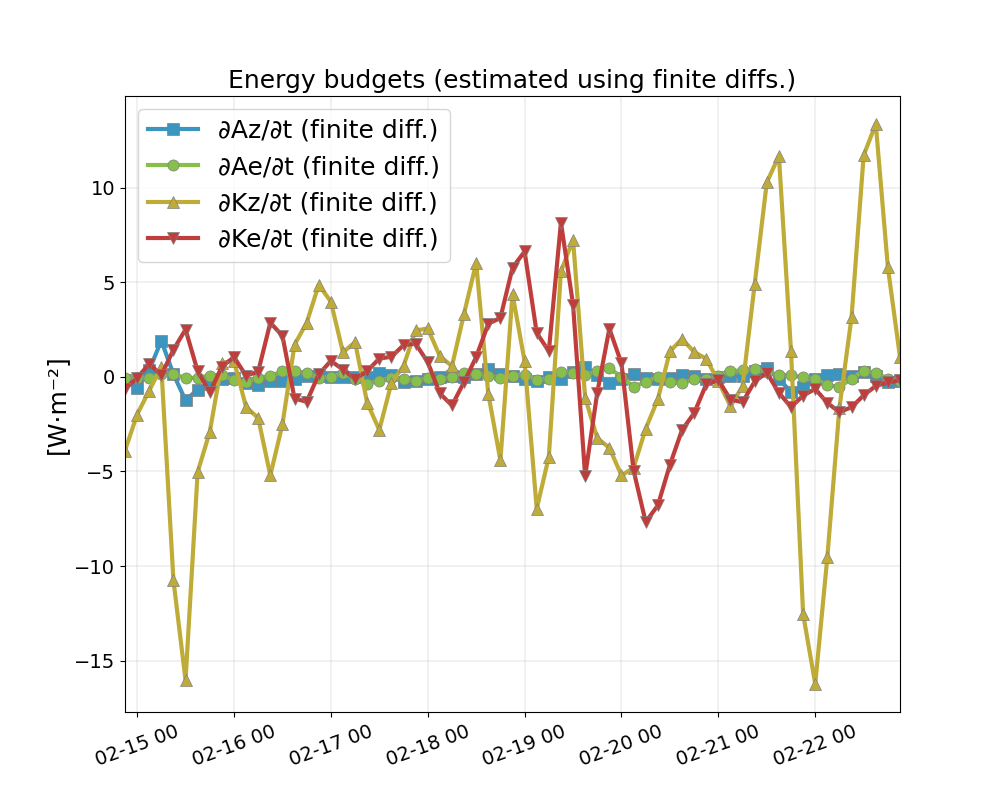 Energy budgets (estimated using finite diffs.)
∂Az/∂t (finite diff.)
∂Ae/∂t (finite diff.)
∂Kz/∂t (finite diff.)
∂Ke/∂t (finite diff.)
[W·m⁻²]
10
5
0
−5
−10
−15
02-15 00
02-16 00
02-17 00
02-18 00
02-19 00
02-20 00
02-21 00
02-22 00